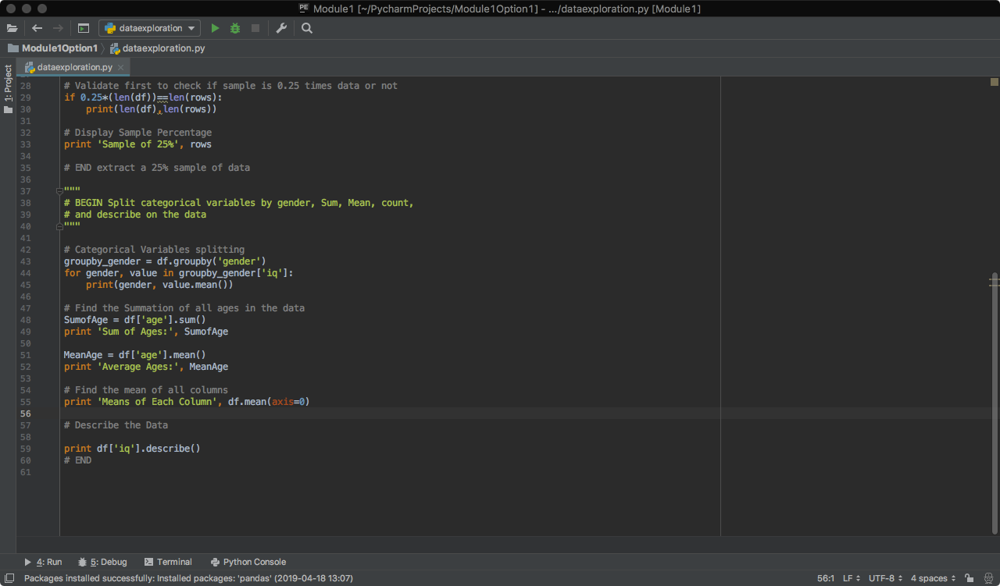 PE Module1 [~/PycharmProjects/Module1Option1] - .../dataexploration.py [Module1]
dataexploration
Module1Option1 dataexploration.py
1: Project
dataexploration.py
28 # Validate first to check if sample is 0.25 times data or not
29 if 0.25*(len(df))==len(rows):
30     print(len(df),len(rows))
31
32 # Display Sample Percentage
33 print 'Sample of 25%', rows
34
35 # END extract a 25% sample of data
36
37 """
38 # BEGIN Split categorical variables by gender, Sum, Mean, count,
39 # and describe on the data
40 """
41
42 # Categorical Variables splitting
43 groupby_gender = df.groupby('gender')
44 for gender, value in groupby_gender['iq']:
45     print(gender, value.mean())
46
47 # Find the Summation of all ages in the data
48 SumofAge = df['age'].sum()
49 print 'Sum of Ages:', SumofAge
50
51 MeanAge = df['age'].mean()
52 print 'Average Ages:', MeanAge
53
54 # Find the mean of all columns
55 print 'Means of Each Column', df.mean(axis=0)
56
57 # Describe the Data
58
59 print df['iq'].describe()
60 # END
61
4: Run 5: Debug Terminal Python Console
Packages installed successfully: Installed packages: 'pandas' (2019-04-18 13:07) 56:1 LF UTF-8 4 spaces